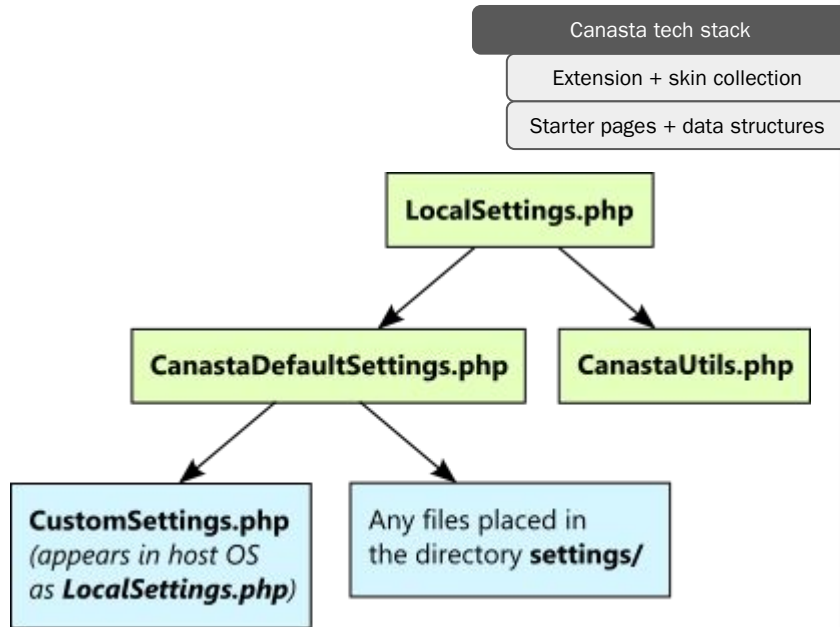 Canasta tech stack
Extension + skin collection
Starter pages + data structures
LocalSettings.php
CanastaDefaultSettings.php
CanastaUtils.php
CustomSettings.php
(appears in host OS
as LocalSettings.php)
Any files placed in
the directory settings/